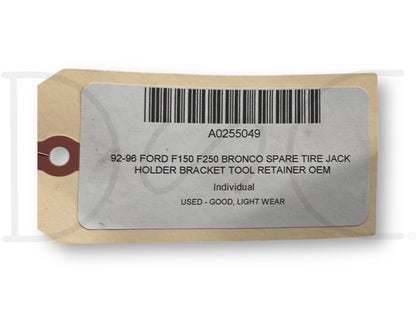 A0255049
92-96 FORD F150 F250 BRONCO SPARE TIRE JACK
HOLDER BRACKET TOOL RETAINER OEM
Individual
USED - GOOD, LIGHT WEAR